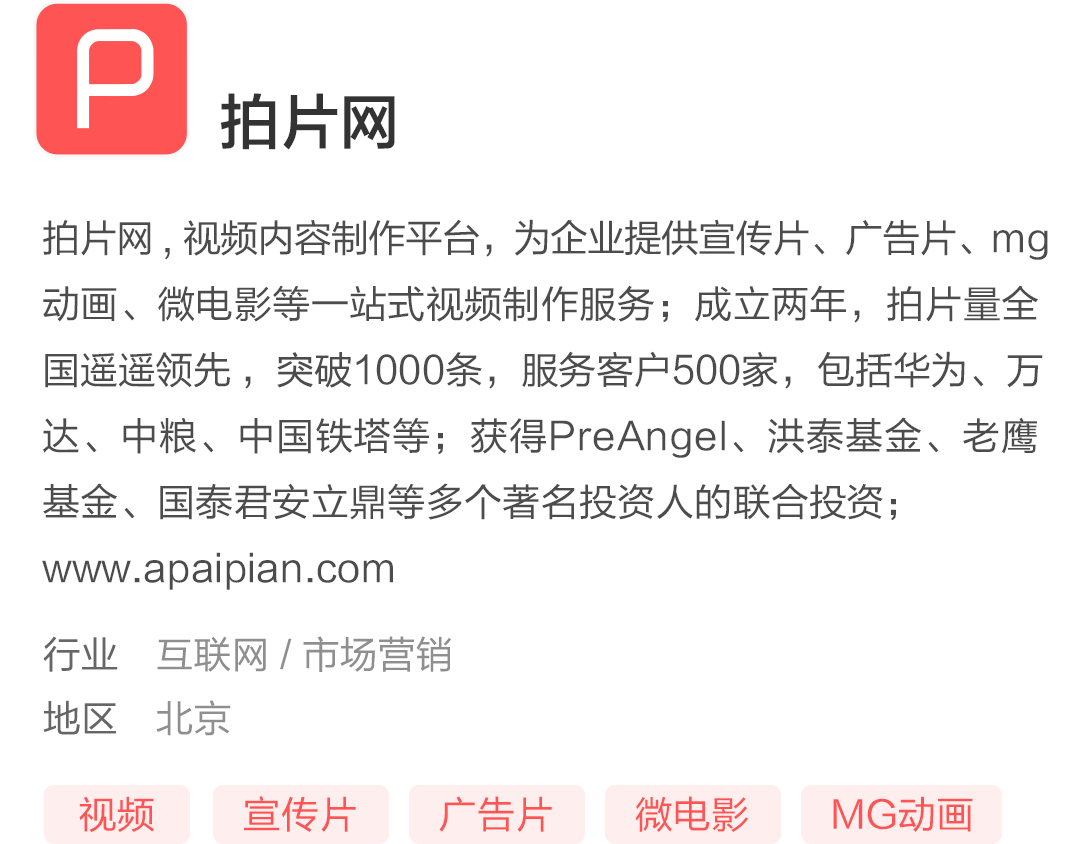 P
拍片网
拍片网 , 视频内容制作平台，为企业提供宣传片、广告片、mg
动画、微电影等一站式视频制作服务；成立两年，拍片量全
国遥遥领先 ，突破1000条，服务客户500家，包括华为、万
达、中粮、中国铁塔等；获得PreAngel、洪泰基金、老鹰
基金、国泰君安立鼎等多个著名投资人的联合投资；
www.apaipian.com
行业 互联网 / 市场营销
地区 北京
视频 宣传片 广告片 微电影 MG动画